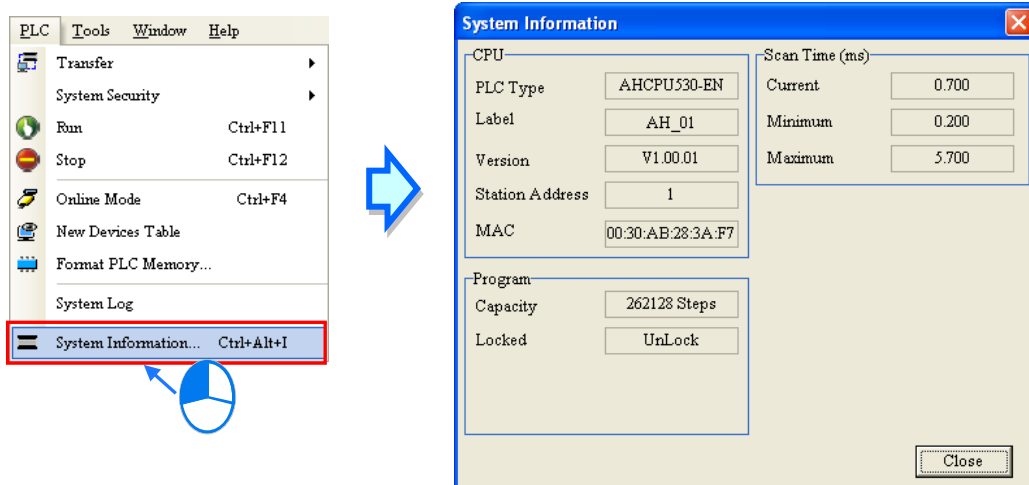 PLC Tools Window Help
Transfer
System Security
Run Ctrl+F11
Stop Ctrl+F12
Online Mode Ctrl+F4
New Devices Table
Format PLC Memory...
System Log
System Information... Ctrl+Alt+I
System Information
CPU
PLC Type AHCPU530-EN
Label AH_01
Version V1.00.01
Station Address 1
MAC 00:30:AB:28:3A:F7
Program
Capacity 262128 Steps
Locked UnLock
Scan Time (ms)
Current 0.700
Minimum 0.200
Maximum 5.700
Close